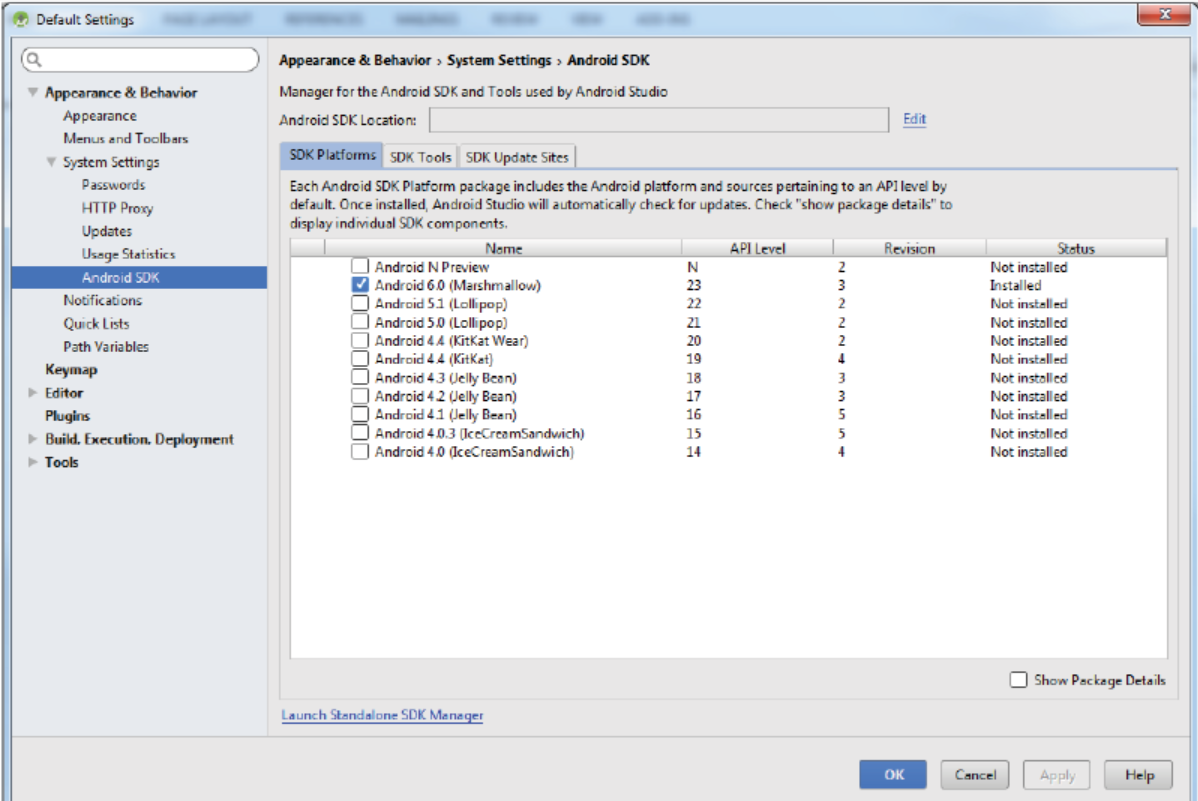 Default Settings
PAGE LAYOUT REFERENCES MAILINGS REVIEW VIEW ADD-INS
Appearance & Behavior
Appearance
Menus and Toolbars
System Settings
Passwords
HTTP Proxy
Updates
Usage Statistics
Android SDK
Notifications
Quick Lists
Path Variables
Keymap
Editor
Plugins
Build, Execution, Deployment
Tools
Appearance & Behavior › System Settings › Android SDK
Manager for the Android SDK and Tools used by Android Studio
Android SDK Location: Edit
SDK Platforms SDK Tools SDK Update Sites
Each Android SDK Platform package includes the Android platform and sources pertaining to an API level by
default. Once installed, Android Studio will automatically check for updates. Check "show package details" to
display individual SDK components.
Name API Level Revision Status
Android N Preview N 2 Not installed
Android 6.0 (Marshmallow) 23 3 Installed
Android 5.1 (Lollipop) 22 2 Not installed
Android 5.0 (Lollipop) 21 2 Not installed
Android 4.4 (KitKat Wear) 20 2 Not installed
Android 4.4 (KitKat) 19 4 Not installed
Android 4.3 (Jelly Bean) 18 3 Not installed
Android 4.2 (Jelly Bean) 17 3 Not installed
Android 4.1 (Jelly Bean) 16 5 Not installed
Android 4.0.3 (IceCreamSandwich) 15 5 Not installed
Android 4.0 (IceCreamSandwich) 14 4 Not installed
Show Package Details
Launch Standalone SDK Manager
OK Cancel Apply Help